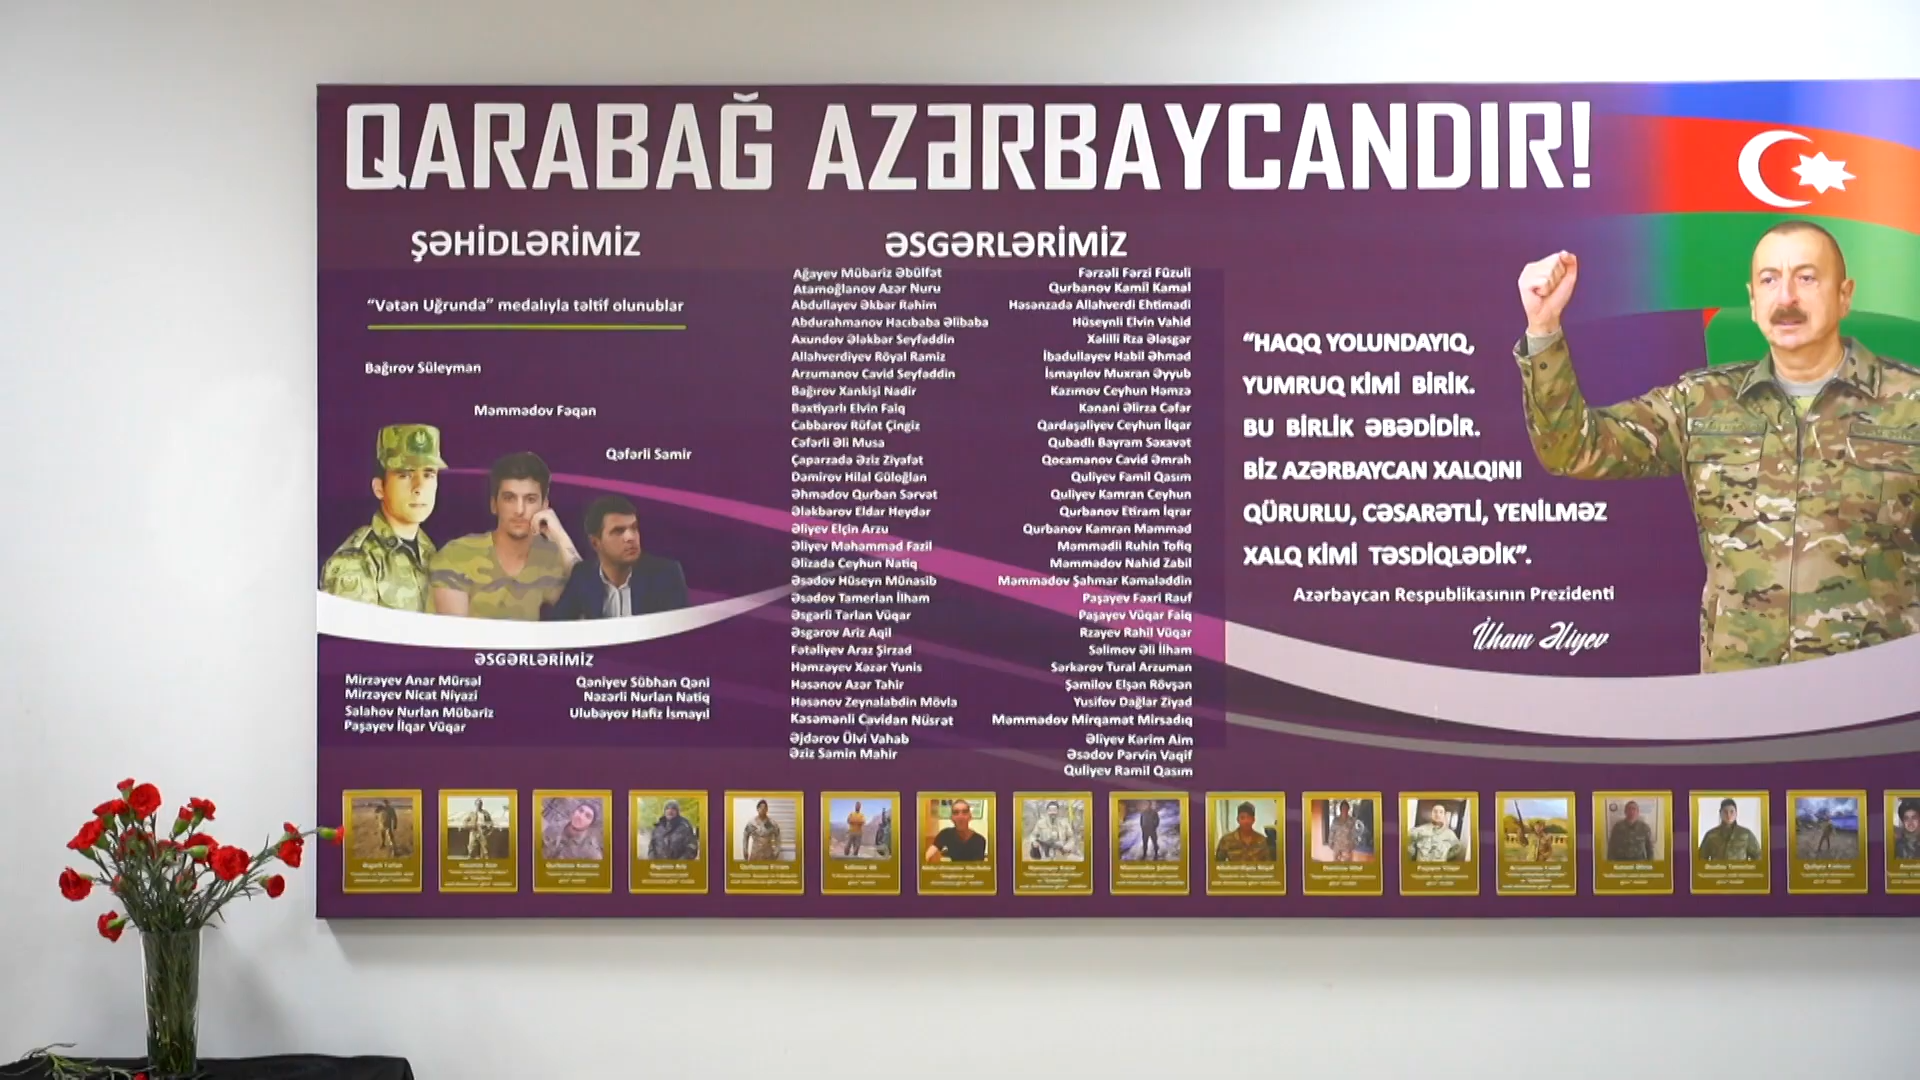 QARABAĞ AZƏRBAYCANDIR!
ŞƏHİDLƏRİMİZ
"Vətən Uğrunda" medalıyla təltif olunublar
Bağırov Süleyman
Məmmədov Fəqan
Qəfərli Səmir
ƏSGƏRLƏRİMİZ
Mirzəyev Anar Mürsəl
Mirzəyev Nicat Niyazi
Salahov Nurlan Mübariz
Paşayev İlqar Vüqar
Qəniyev Sübhan Qəni
Nəzərli Nurlan Natiq
Ulubəyov Hafiz İsmayıl
ƏSGƏRLƏRİMİZ
Ağayev Mübariz Əbülfət
Atamoğlanov Azər Nuru
Abdullayev Əkbər Rəhim
Abdurahmanov Hacıbaba Əlibaba
Axundov Ələkbər Seyfəddin
Allahverdiyev Röyal Ramiz
Arzumanov Cavid Seyfəddin
Bağırov Xankişi Nadir
Bəxtiyarlı Elvin Faiq
Cabbarov Rüfət Çingiz
Cəfərli Əli Musa
Çaparzadə Əziz Ziyafət
Dəmirov Hilal Güloğlan
Əhmədov Qurban Sərvət
Ələkbərov Eldar Heydər
Əliyev Elçin Arzu
Əliyev Məhəmməd Fazil
Əlizadə Ceyhun Natiq
Əsədov Hüseyn Münasib
Əsədov Tamerlan İlham
Əsgərli Tərlan Vüqar
Əsgərov Ariz Aqil
Fətəliyev Araz Şirzad
Həmzəyev Xəzər Yunis
Həsənov Azər Tahir
Həsənov Zeynalabdin Mövla
Kəsəmənli Cavidan Nüsrət
Əjdərov Ülvi Vahab
Əziz Səmin Mahir
Fərzəli Fərzi Füzuli
Qurbanov Kamil Kamal
Həsənzadə Allahverdi Ehtimadi
Hüseynli Elvin Vahid
Xəlilli Rza Ələsgər
İbadullayev Habil Əhməd
İsmayılov Muxran Əyyub
Kazımov Ceyhun Həmzə
Kənani Əlirza Cəfər
Qardaşəliyev Ceyhun İlqar
Qubadlı Bayram Səxavət
Qocamanov Cavid Əmrah
Quliyev Famil Qasım
Quliyev Kamran Ceyhun
Qurbanov Etiram İqrar
Qurbanov Kamran Məmməd
Məmmədli Ruhin Tofiq
Məmmədov Nahid Zabil
Məmmədov Şahmar Kəmaləddin
Paşayev Fəxri Rauf
Paşayev Vüqar Faiq
Rzayev Rahil Vüqar
Səlimov Əli İlham
Sərkərov Tural Arzuman
Şəmilov Elşən Rövşən
Yusifov Dağlar Ziyad
Məmmədov Mirqəmət Mirsadıq
Əliyev Kərim Aim
Əsədov Pərvin Vaqif
Quliyev Ramil Qasım
"HAQQ YOLUNDAYIQ,
YUMRUQ KİMİ BİRİK.
BU BİRLİK ƏBƏDİDİR.
BİZ AZƏRBAYCAN XALQINI
QÜRURLU, CƏSARƏTLİ, YENİLMƏZ
XALQ KİMİ TƏSDİQLƏDİK".
Azərbaycan Respublikasının Prezidenti
İlham Əliyev